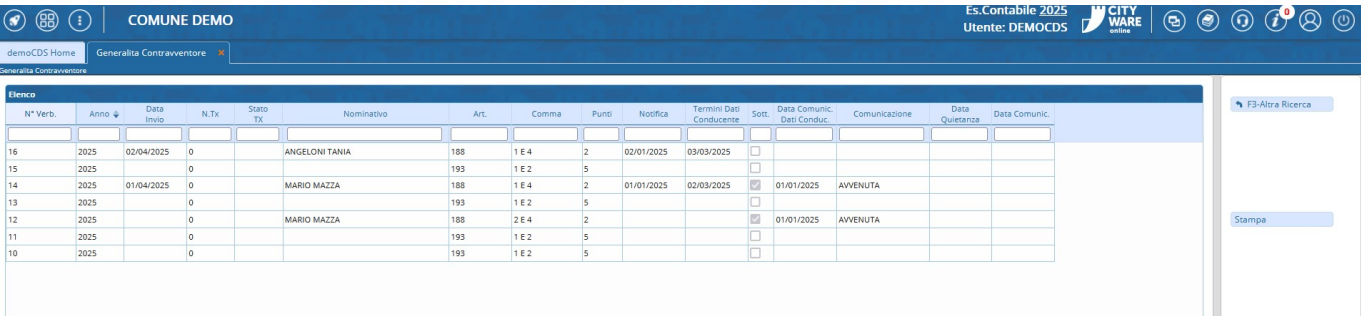 COMUNE DEMO
Es.Contabile 2025
Utente: DEMOCDS
CITY
WARE
online
0
demoCDS Home
Generalita Contravventore ×
Generalita Contravventore
Elenco
N° Verb. Anno Data Invio N.Tx Stato TX Nominativo Art. Comma Punti Notifica Termini Dati Conducente Sott. Data Comunic. Dati Conduc. Comunicazione Data Quietanza Data Comunic.
16 2025 02/04/2025 0 ANGELONI TANIA 188 1 E 4 2 02/01/2025 03/03/2025
15 2025 0 193 1 E 2 5
14 2025 01/04/2025 0 MARIO MAZZA 188 1 E 4 2 01/01/2025 02/03/2025 01/01/2025 AVVENUTA
13 2025 0 193 1 E 2 5
12 2025 0 MARIO MAZZA 188 2 E 4 2 01/01/2025 AVVENUTA
11 2025 0 193 1 E 2 5
10 2025 0 193 1 E 2 5
F3-Altra Ricerca
Stampa